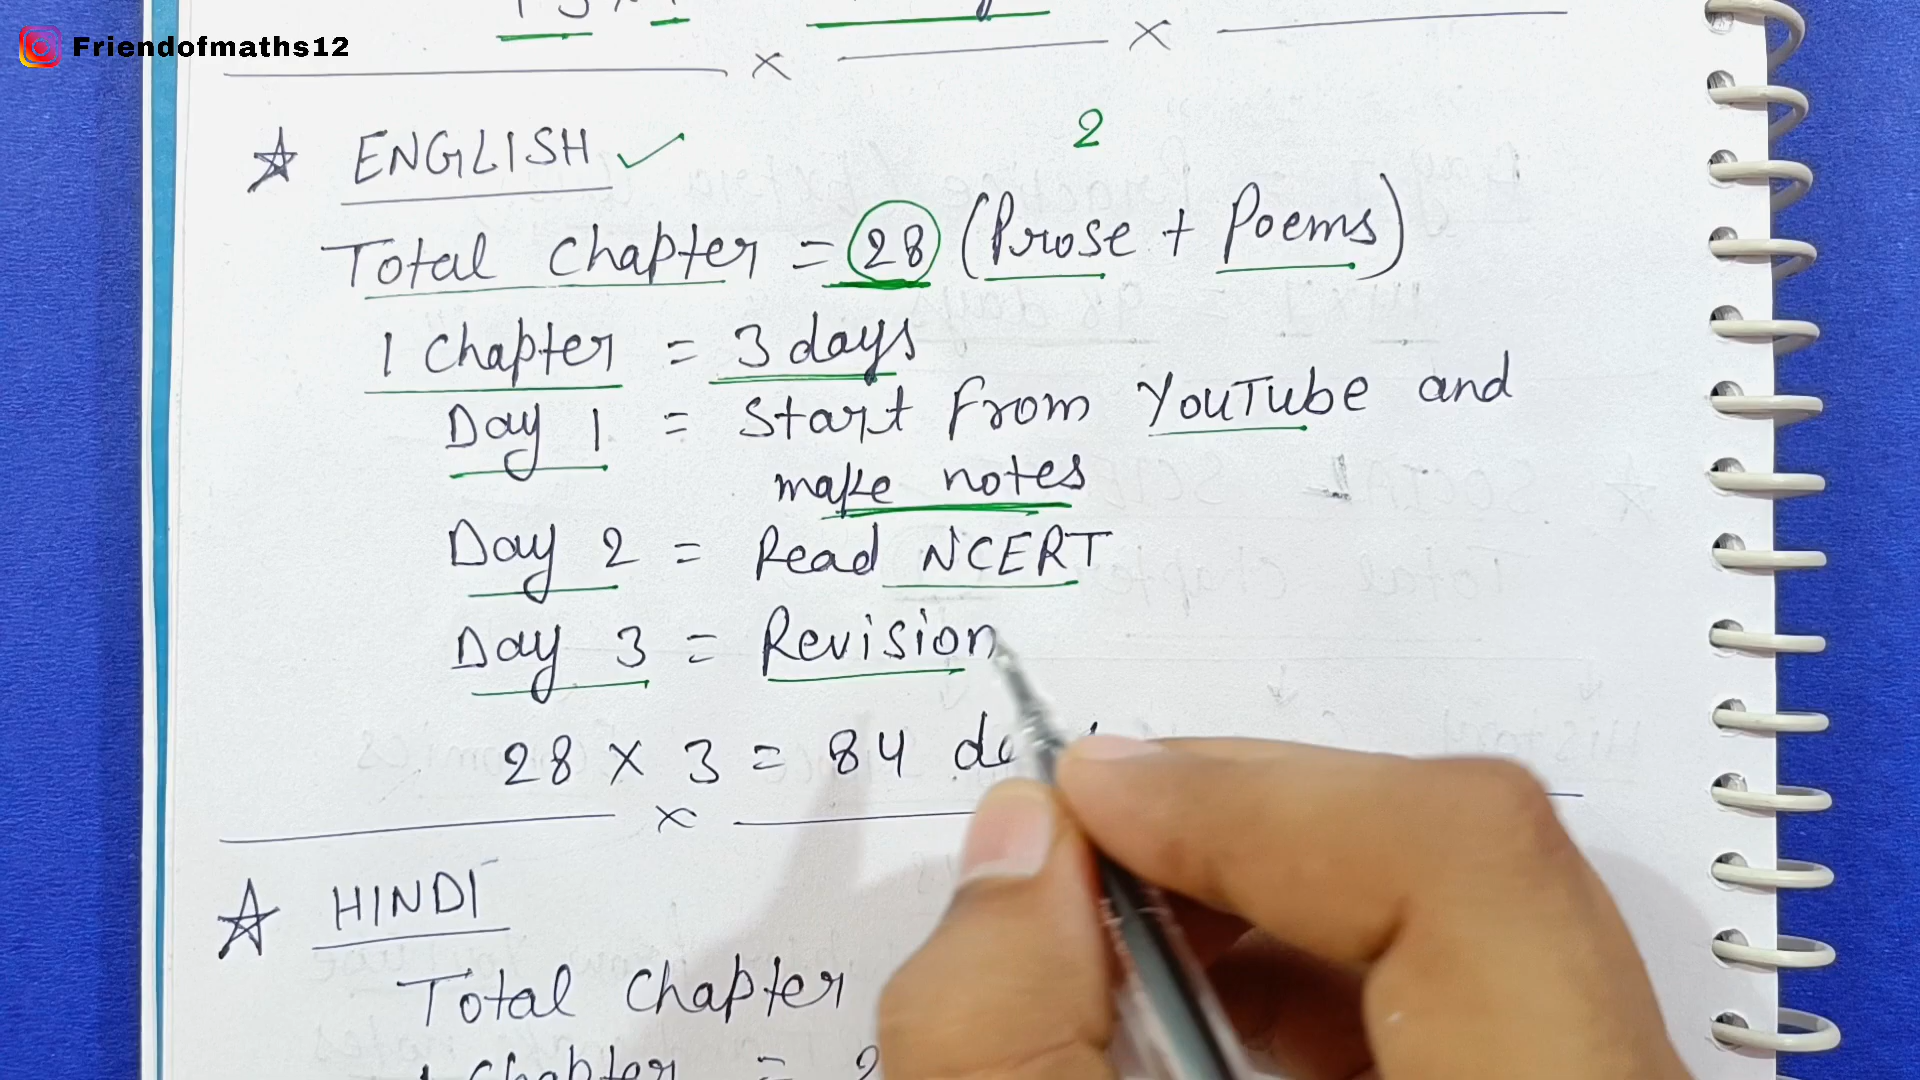 Friendofmaths12
2
ENGLISH
Total Chapter = 28 (Prose + Poems)
1 Chapter = 3 days
Day 1 = Start from YouTube and
make notes
Day 2 = Read NCERT
Day 3 = Revision
28 × 3 = 84
HINDI
Total Chapter
Chapter =